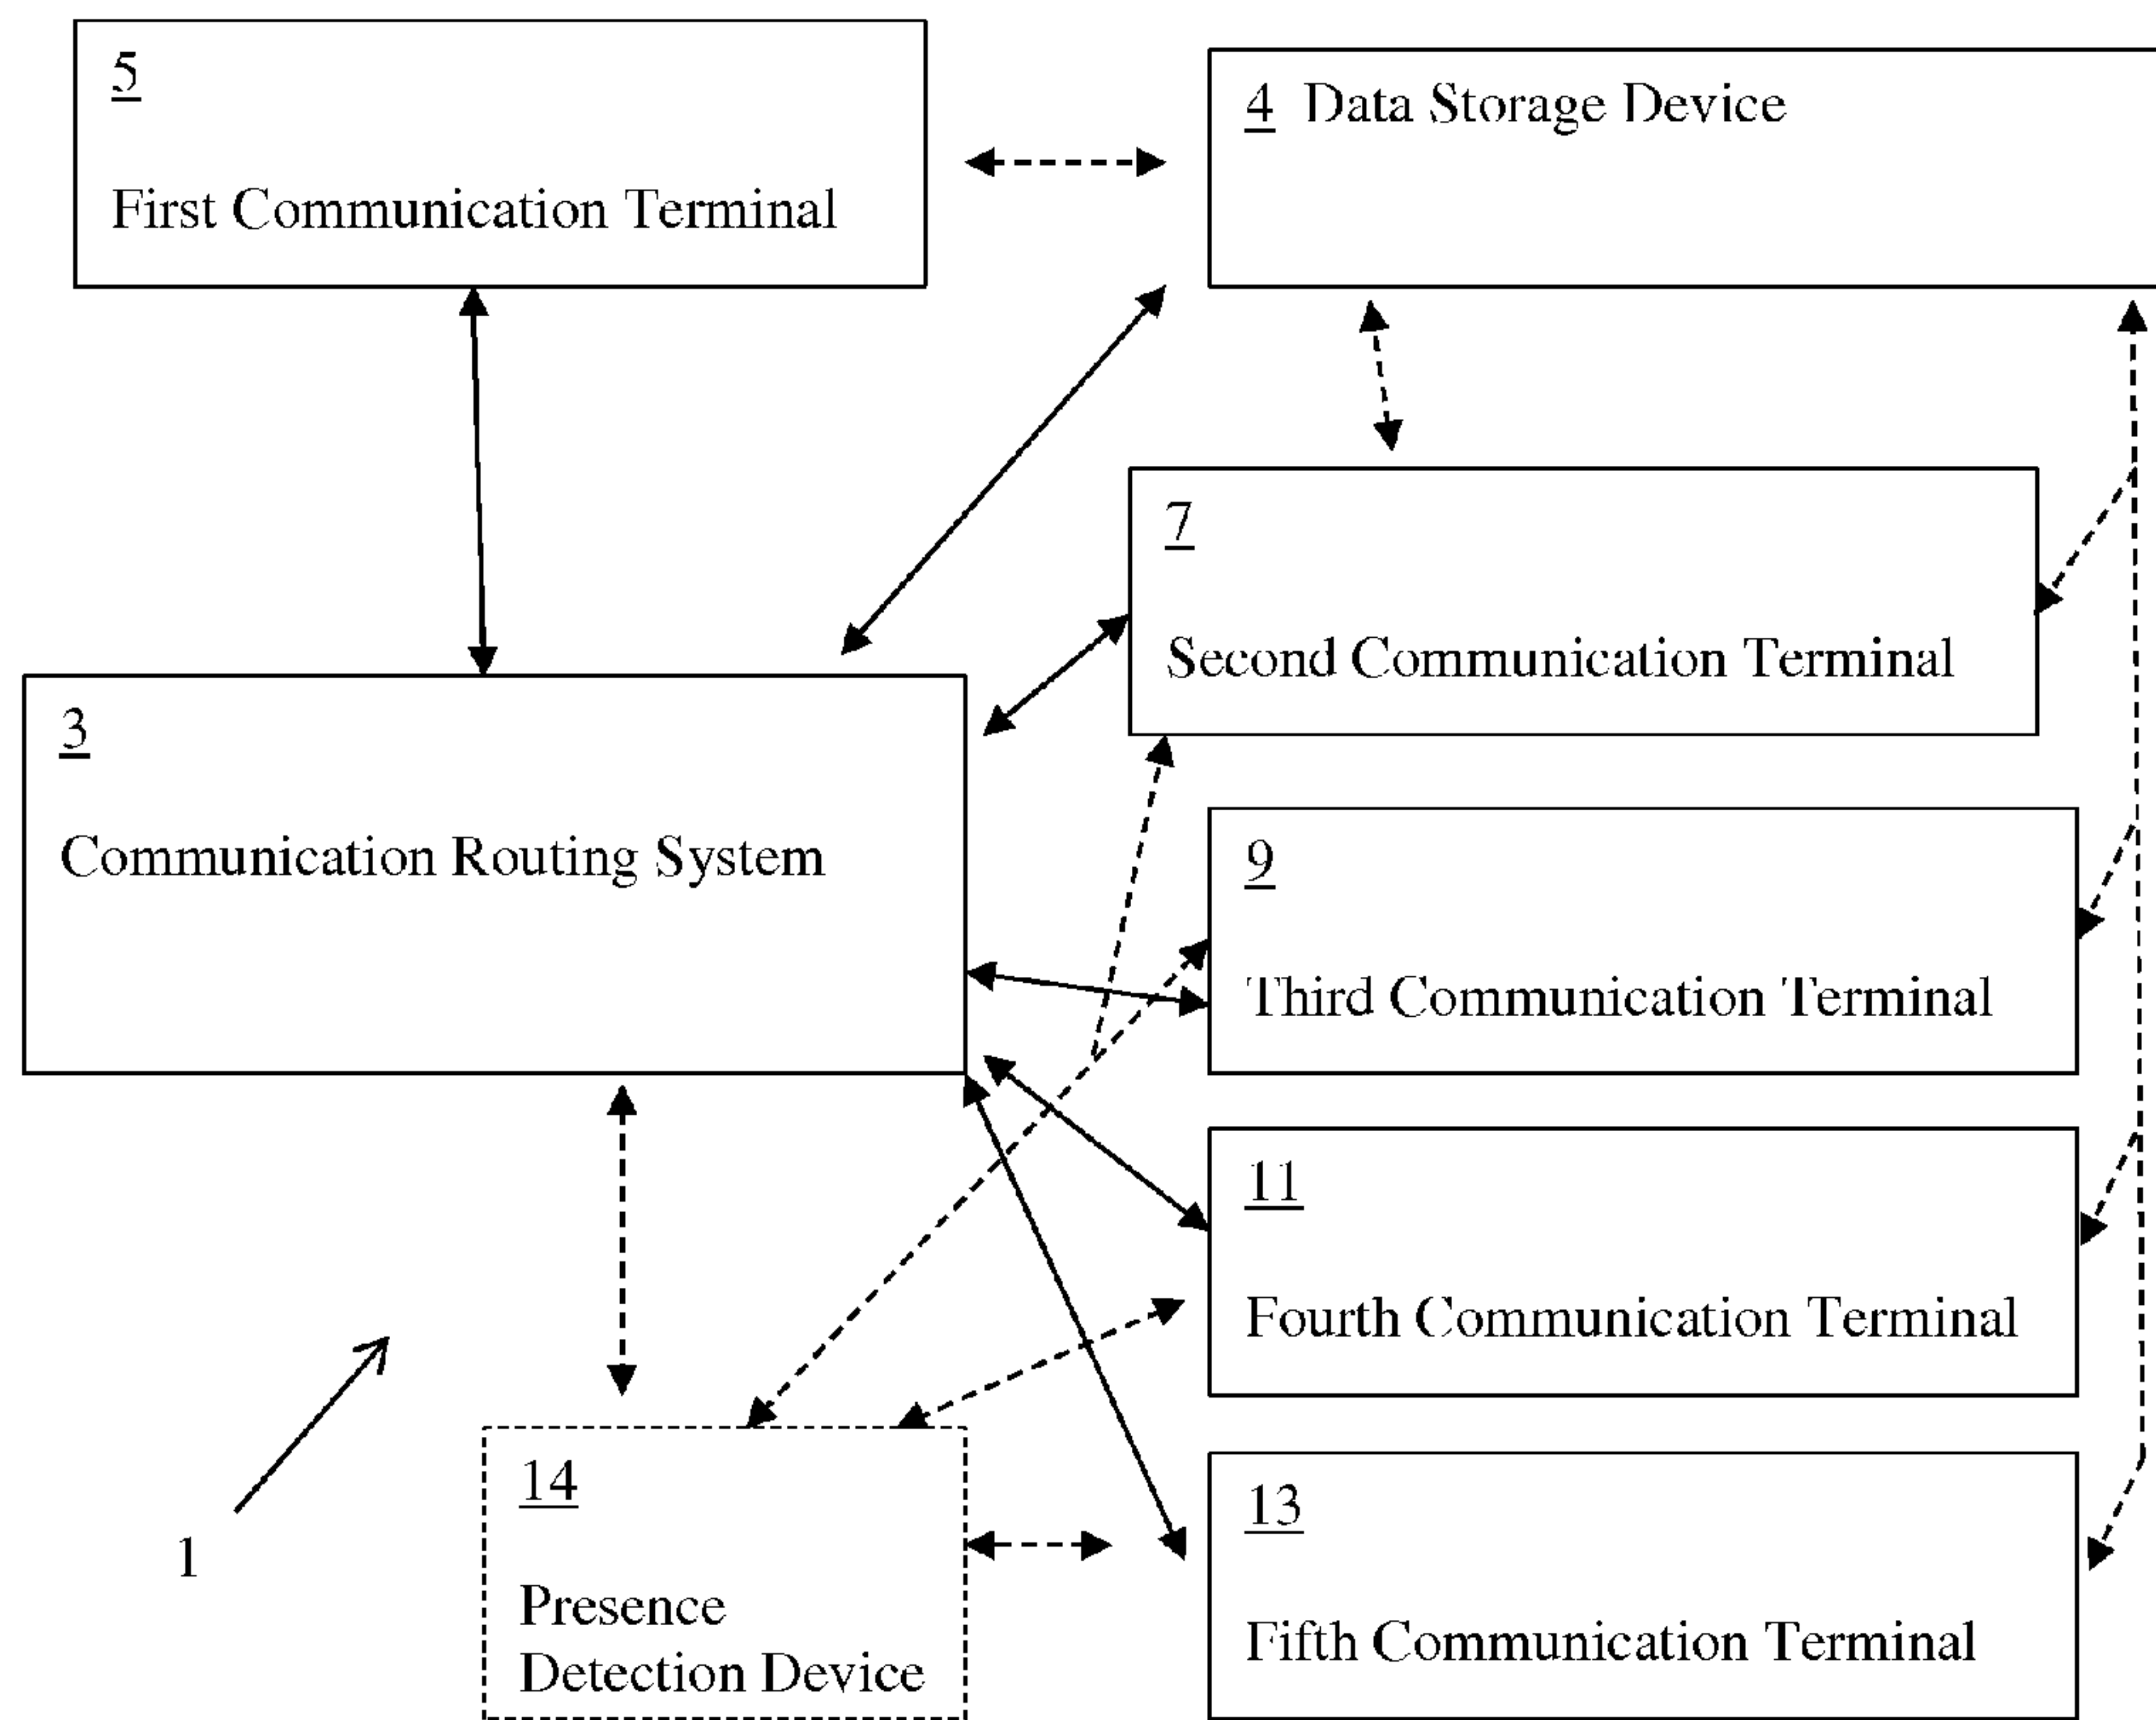 5
First Communication Terminal
4 Data Storage Device
7
Second Communication Terminal
3
Communication Routing System
9
Third Communication Terminal
11
Fourth Communication Terminal
1
14
Presence
Detection Device
13
Fifth Communication Terminal